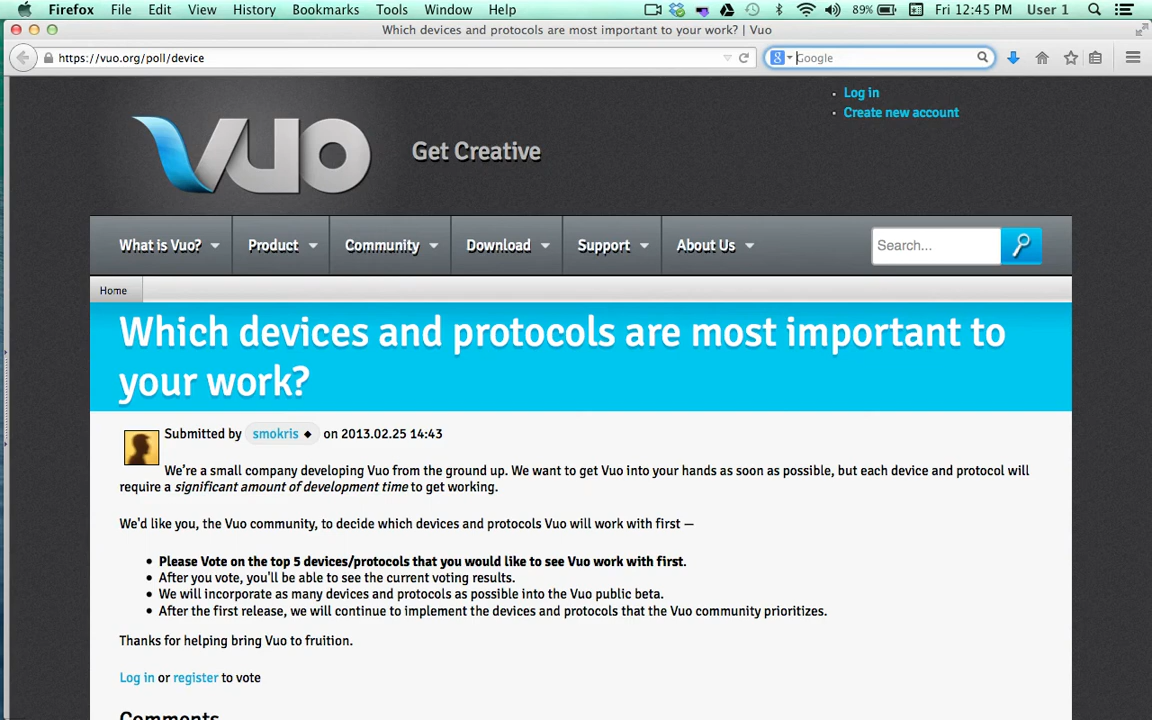 Firefox File Edit View History Bookmarks Tools Window Help 89% Fri 12:45 PM User 1
Which devices and protocols are most important to your work? | Vuo
https://vuo.org/poll/device
8 Google
Log in
Create new account
vuo
Get Creative
What is Vuo? Product Community Download Support About Us Search...
Home
Which devices and protocols are most important to
your work?
Submitted by smokris on 2013.02.25 14:43
We're a small company developing Vuo from the ground up. We want to get Vuo into your hands as soon as possible, but each device and protocol will
require a significant amount of development time to get working.
We'd like you, the Vuo community, to decide which devices and protocols Vuo will work with first —
• Please Vote on the top 5 devices/protocols that you would like to see Vuo work with first.
• After you vote, you'll be able to see the current voting results.
• We will incorporate as many devices and protocols as possible into the Vuo public beta.
• After the first release, we will continue to implement the devices and protocols that the Vuo community prioritizes.
Thanks for helping bring Vuo to fruition.
Log in or register to vote
Comments